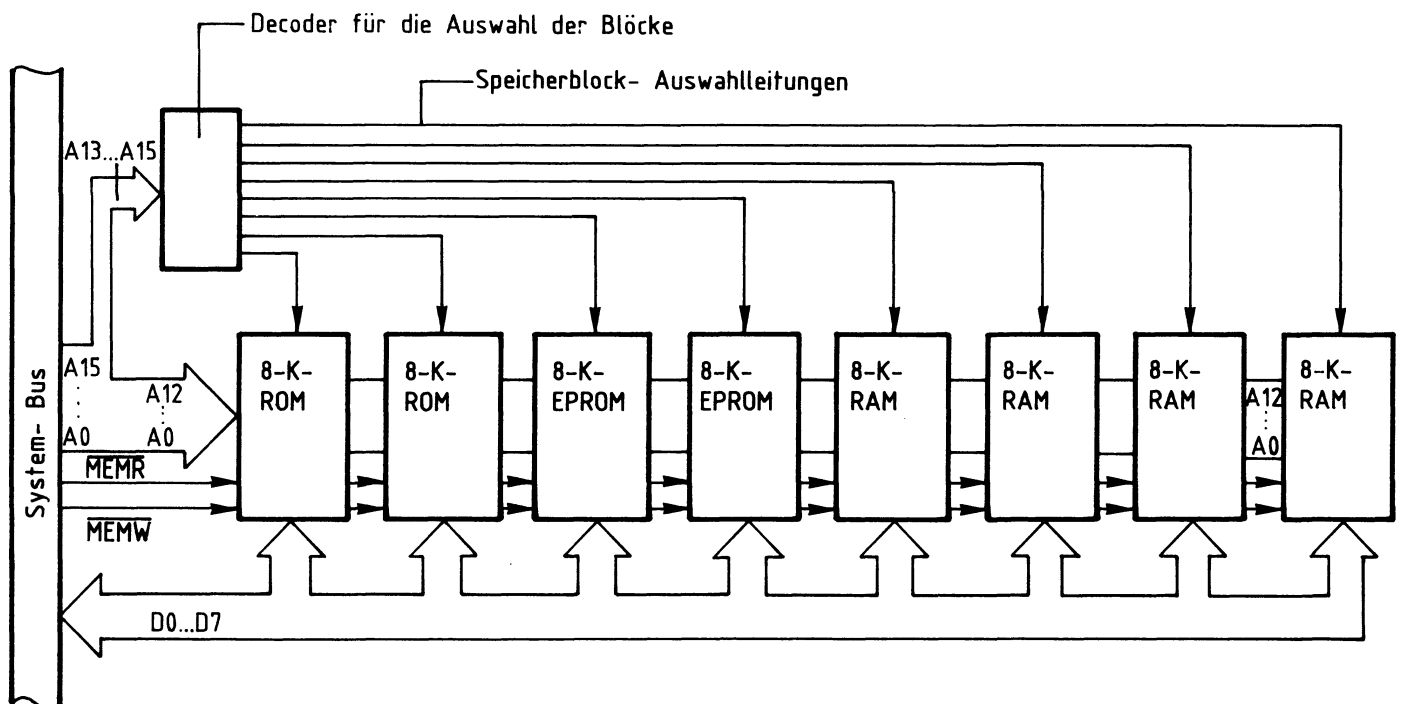 Decoder für die Auswahl der Blöcke
Speicherblock- Auswahlleitungen
A13...A15
System- Bus
A15
A0
A12
A0
MEMR
MEMW
8-K-
ROM
8-K-
ROM
8-K-
EPROM
8-K-
EPROM
8-K-
RAM
8-K-
RAM
8-K-
RAM
A12
A0
8-K-
RAM
D0...D7